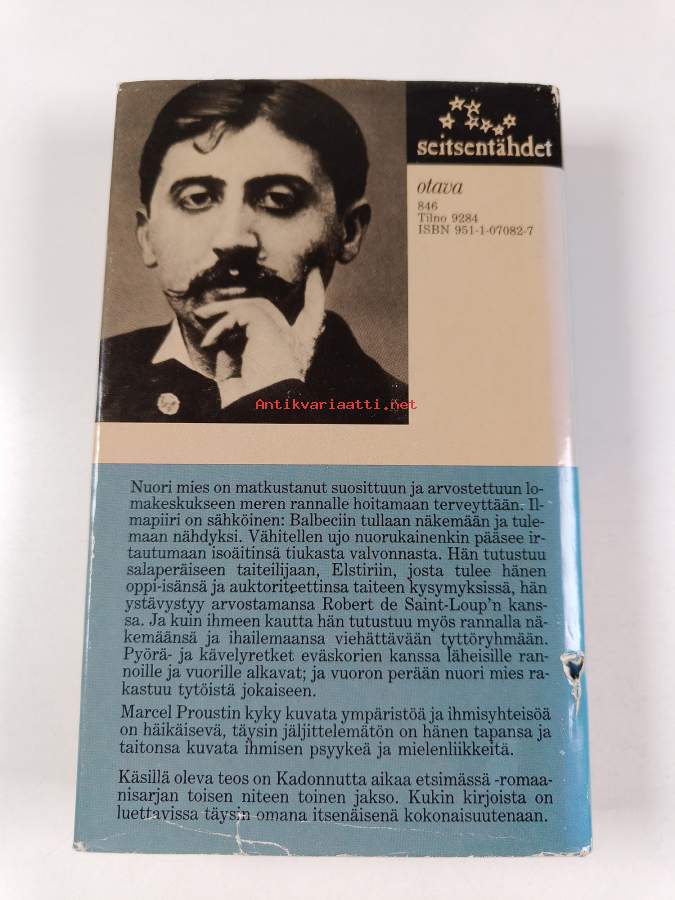 seitsentähdet
otava
846
Tilno 9284
ISBN 951-1-07082-7
Antikvariaatti.net
Nuori mies on matkustanut suosittuun ja arvostettuun lo-
makeskukseen meren rannalle hoitamaan terveyttään. Il-
mapiiri on sähköinen: Balbeciin tullaan näkemään ja tule-
maan nähdyksi. Vähitellen ujo nuorukainenkin pääsee ir-
tautumaan isoäitinsä tiukasta valvonnasta. Hän tutustuu
salaperäiseen taiteilijaan, Elstiriin, josta tulee hänen
oppi-isänsä ja auktoriteettinsa taiteen kysymyksissä, hän
ystävystyy arvostamansa Robert de Saint-Loup'n kans-
sa. Ja kuin ihmeen kautta hän tutustuu myös rannalla nä-
kemäänsä ja ihailemaansa viehättävään tyttöryhmään.
Pyörä- ja kävelyretket eväskorien kanssa läheisille ran-
noille ja vuorille alkavat; ja vuoron perään nuori mies ra-
kastuu tytöistä jokaiseen.
Marcel Proustin kyky kuvata ympäristöä ja ihmisyhteisöä
on häikäisevä, täysin jäljittelemätön on hänen tapansa ja
taitonsa kuvata ihmisen psyykeä ja mielenliikkeitä.
Käsillä oleva teos on Kadonnutta aikaa etsimässä -romaa-
nisarjan toisen niteen toinen jakso. Kukin kirjoista on
luettavissa täysin omana itsenäisenä kokonaisuutenaan.